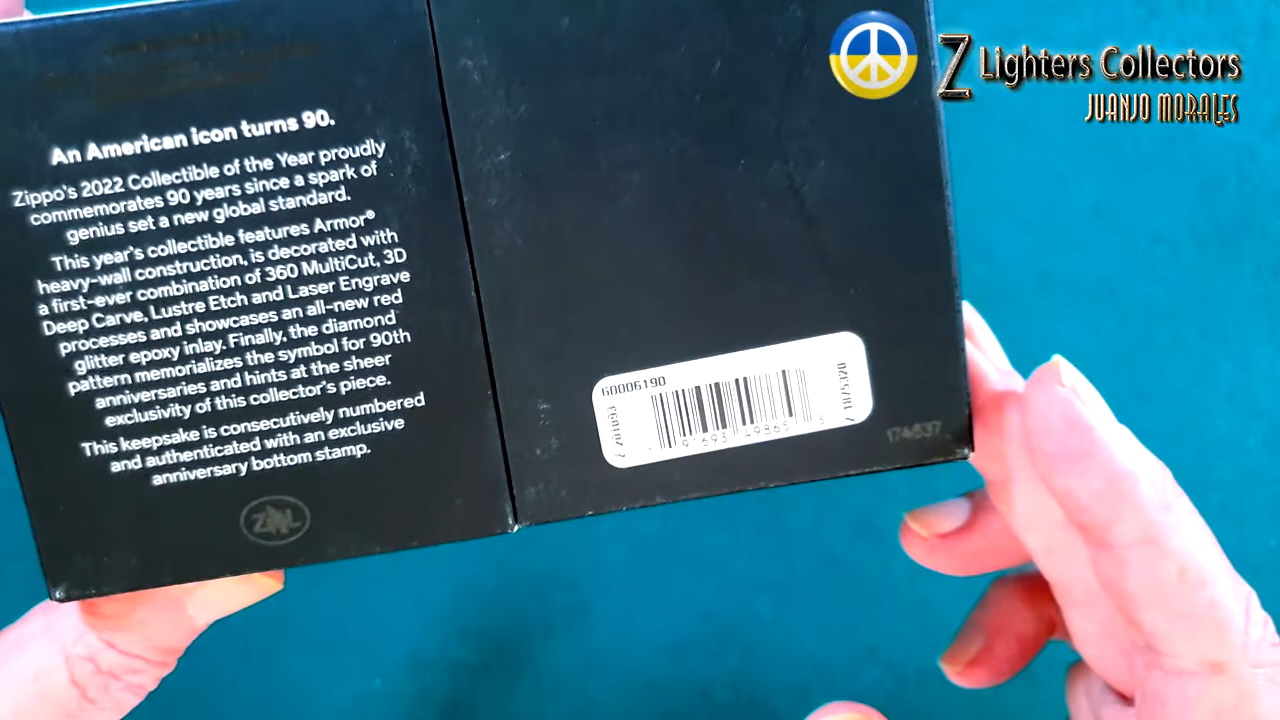 An American icon turns 90.
Zippo's 2022 Collectible of the Year proudly
commemorates 90 years since a spark of
genius set a new global standard.
This year's collectible features Armor®
heavy-wall construction, is decorated with
a first-ever combination of 360 MultiCut, 3D
Deep Carve, Lustre Etch and Laser Engrave
processes and showcases an all-new red
glitter epoxy inlay. Finally, the diamond
pattern memorializes the symbol for 90th
anniversaries and hints at the sheer
exclusivity of this collector's piece.
This keepsake is consecutively numbered
and authenticated with an exclusive
anniversary bottom stamp.
60006190
174537
Z Lighters Collectors
JUANJO MORALES